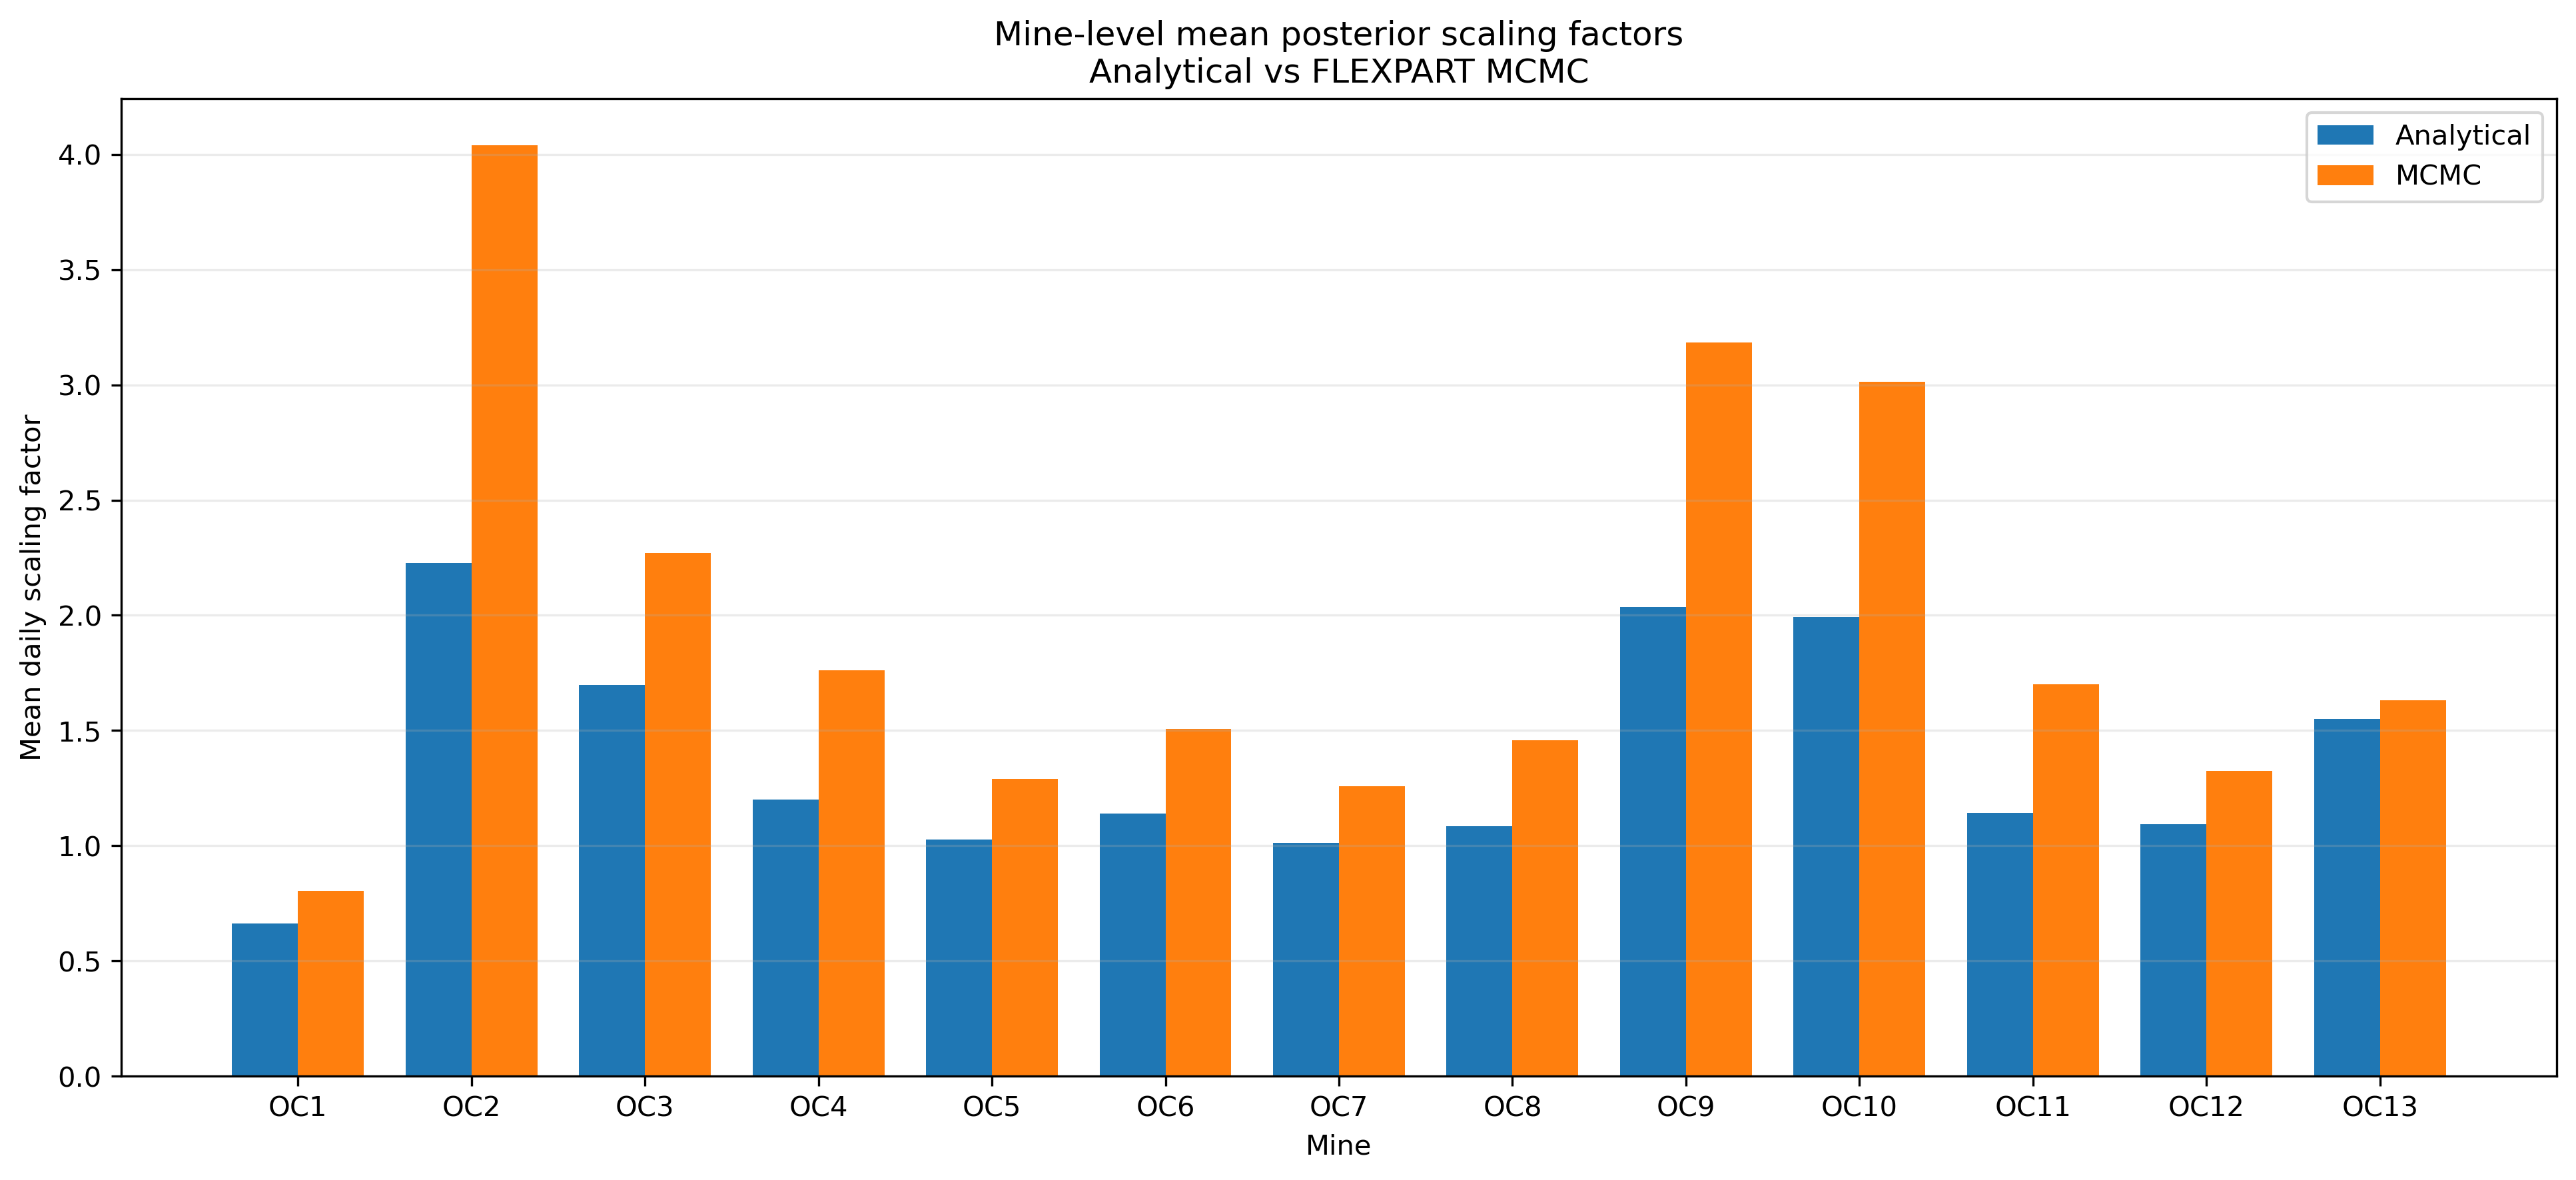 Mine-level mean posterior scaling factors
Analytical vs FLEXPART MCMC
Analytical
MCMC
Mean daily scaling factor
4.0
3.5
3.0
2.5
2.0
1.5
1.0
0.5
0.0
OC1 OC2 OC3 OC4 OC5 OC6 OC7 OC8 OC9 OC10 OC11 OC12 OC13
Mine